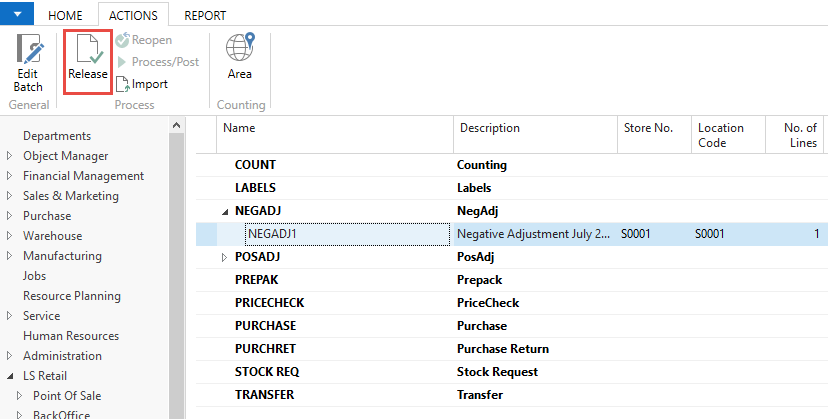 HOME ACTIONS REPORT
Edit Batch
Release
Reopen
Process/Post
Import
Area
General
Process
Counting
Departments
Object Manager
Financial Management
Sales & Marketing
Purchase
Warehouse
Manufacturing
Jobs
Resource Planning
Service
Human Resources
Administration
LS Retail
Point Of Sale
BackOffice
Name Description Store No. Location Code No. of Lines
COUNT Counting
LABELS Labels
NEGADJ NegAdj
NEGADJ1 Negative Adjustment July 2... S0001 S0001 1
POSADJ PosAdj
PREPAK Prepack
PRICECHECK PriceCheck
PURCHASE Purchase
PURCHRET Purchase Return
STOCK REQ Stock Request
TRANSFER Transfer